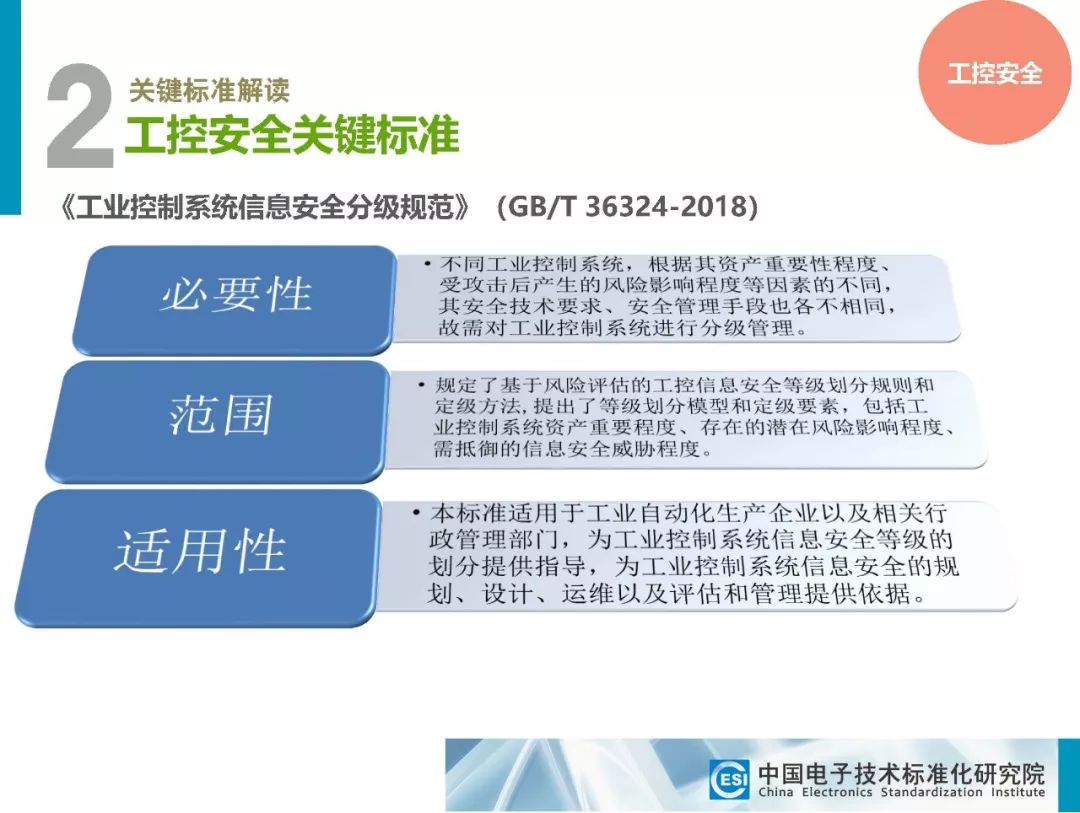 工控安全
2
关键标准解读
工控安全关键标准
《工业控制系统信息安全分级规范》（GB/T 36324-2018）
必要性
• 不同工业控制系统，根据其资产重要性程度、
受攻击后产生的风险影响程度等因素的不同，
其安全技术要求、安全管理手段也各不相同，
故需对工业控制系统进行分级管理。
范围
• 规定了基于风险评估的工控信息安全等级划分规则和
定级方法,提出了等级划分模型和定级要素，包括工
业控制系统资产重要程度、存在的潜在风险影响程度、
需抵御的信息安全威胁程度。
适用性
• 本标准适用于工业自动化生产企业以及相关行
政管理部门，为工业控制系统信息安全等级的
划分提供指导，为工业控制系统信息安全的规
划、设计、运维以及评估和管理提供依据。
CESI
中国电子技术标准化研究院
China Electronics Standardization Institute